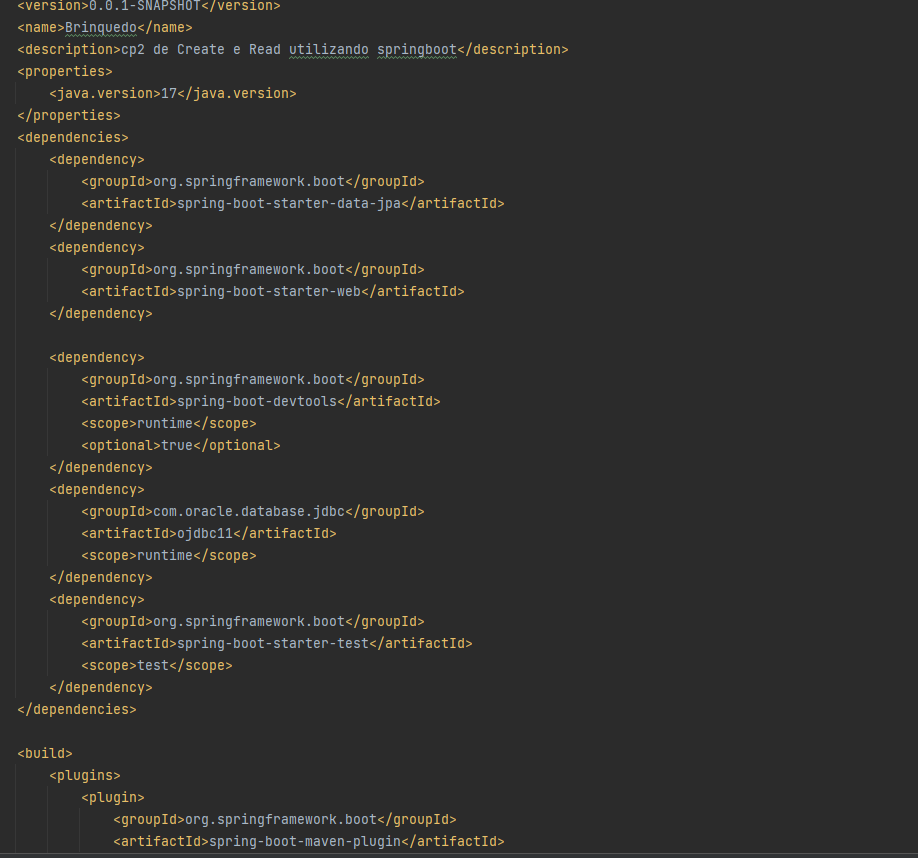 <version>0.0.1-SNAPSHOT</version>
<name>Brinquedo</name>
<description>cp2 de Create e Read utilizando springboot</description>
<properties>
<java.version>17</java.version>
</properties>
<dependencies>
<dependency>
<groupId>org.springframework.boot</groupId>
<artifactId>spring-boot-starter-data-jpa</artifactId>
</dependency>
<dependency>
<groupId>org.springframework.boot</groupId>
<artifactId>spring-boot-starter-web</artifactId>
</dependency>
<dependency>
<groupId>org.springframework.boot</groupId>
<artifactId>spring-boot-devtools</artifactId>
<scope>runtime</scope>
<optional>true</optional>
</dependency>
<dependency>
<groupId>com.oracle.database.jdbc</groupId>
<artifactId>ojdbc11</artifactId>
<scope>runtime</scope>
</dependency>
<dependency>
<groupId>org.springframework.boot</groupId>
<artifactId>spring-boot-starter-test</artifactId>
<scope>test</scope>
</dependency>
</dependencies>
<build>
<plugins>
<plugin>
<groupId>org.springframework.boot</groupId>
<artifactId>spring-boot-maven-plugin</artifactId>